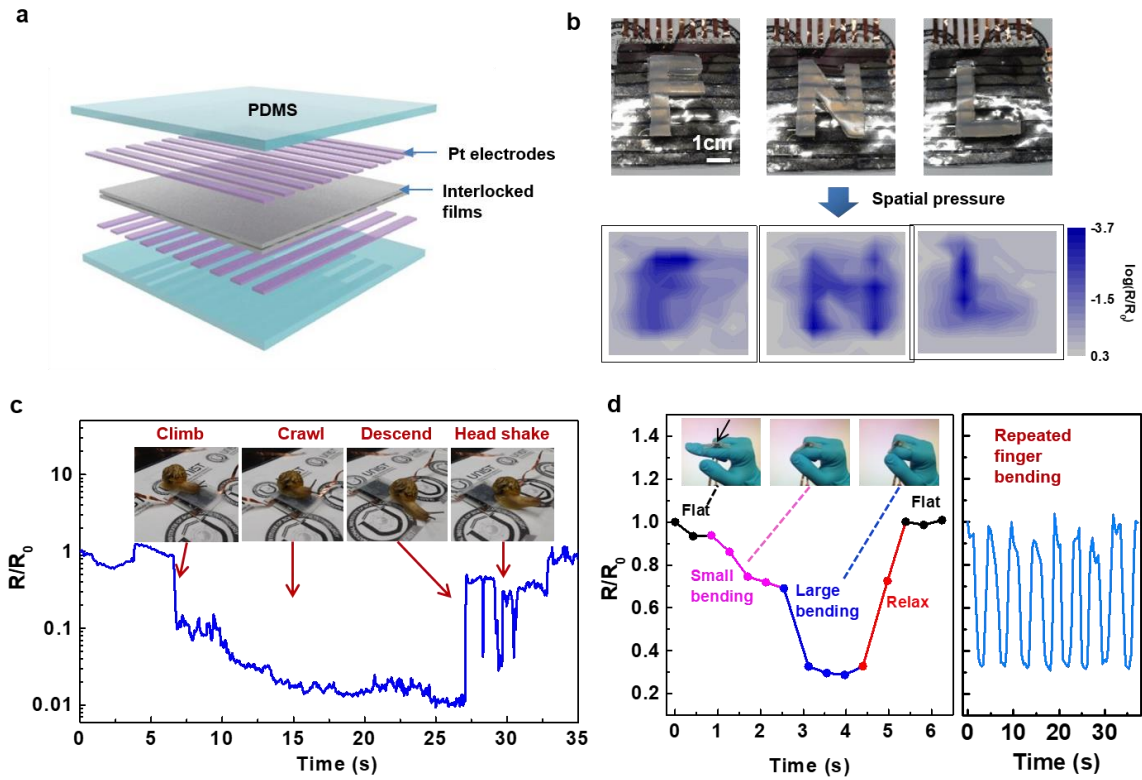 a
PDMS
Pt electrodes
Interlocked
films
b
1cm
Spatial pressure
-3.7
-1.5
0.3
log(R/R0)
c
Climb
Crawl
Descend
Head shake
UNIST
10
1
0.1
0.01
R/R0
0 5 10 15 20 25 30 35
Time (s)
d
1.4
1.2
1.0
0.8
0.6
0.4
0.2
R/R0
Flat
Small
bending
Large
bending
Relax
Flat
0 1 2 3 4 5 6
Time (s)
Repeated
finger
bending
0 10 20 30
Time (s)